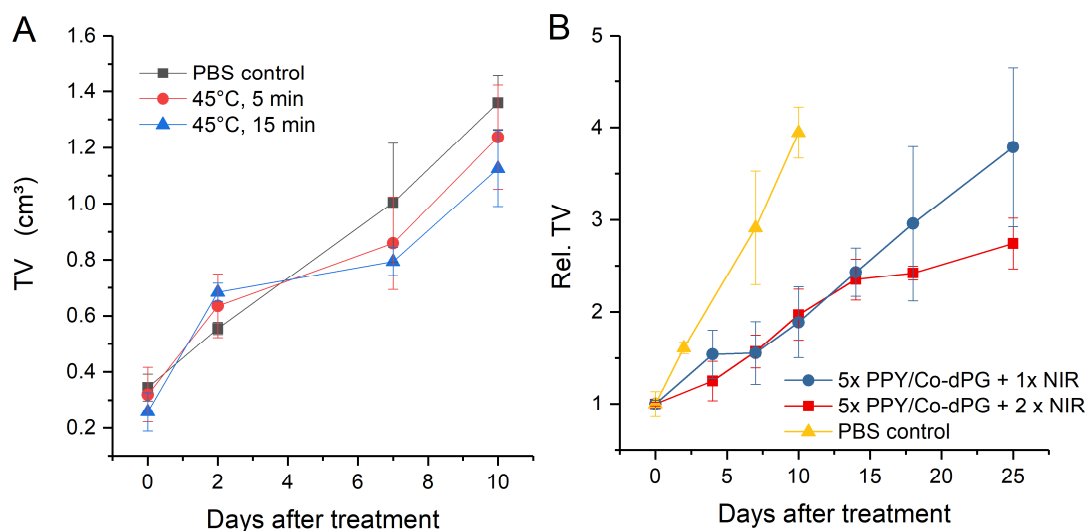 A
TV (cm³)
1.6
1.4
1.2
1.0
0.8
0.6
0.4
0.2
PBS control
45°C, 5 min
45°C, 15 min
0 2 4 6 8 10
Days after treatment
B
Rel. TV
5
4
3
2
1
5x PPY/Co-dPG + 1x NIR
5x PPY/Co-dPG + 2 x NIR
PBS control
0 5 10 15 20 25
Days after treatment